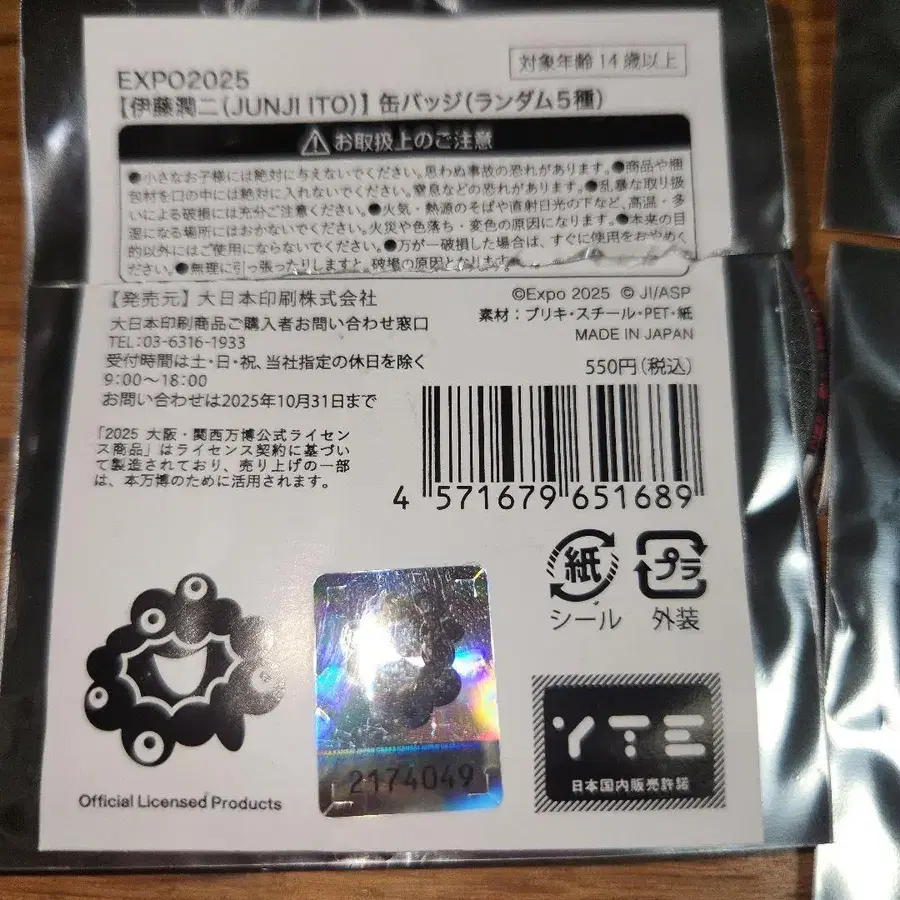 対象年齢 14歳以上
EXPO2025
【伊藤潤二(JUNJI ITO)】缶バッジ(ランダム5種)
お取扱上のご注意
●小さなお子様には絶対に与えないでください。思わぬ事故の恐れがあります。●商品や梱
包材を口の中には絶対に入れないでください。窒息などの恐れがあります。●乱暴な取り扱
いによる破損には充分ご注意ください。●火気・熱源のそばや直射日光の下など、高温・多
湿になる場所にはおかないでください。火災や色落ち・変色の原因になります。●本来の目
的以外にはご使用にならないでください。●万が一破損した場合は、すぐに使用をおやめく
ださい。●無理に引っ張ったりしますと、破損の原因となります。
【発売元】大日本印刷株式会社
大日本印刷商品ご購入者お問い合わせ窓口
TEL:03-6316-1933
受付時間は土・日・祝、当社指定の休日を除く
9:00〜18:00
お問い合わせは2025年10月31日まで
©Expo 2025 © JI/ASP
素材：ブリキ・スチール・PET・紙
MADE IN JAPAN
550円(税込)
「2025 大阪・関西万博公式ライセン
ス商品」はライセンス契約に基づい
て製造されており、売り上げの一部
は、本万博のために活用されます。
4 571679 651689
紙
シール
プラ
外装
Official Licensed Products
2174049
YTE
日本国内販売許諾